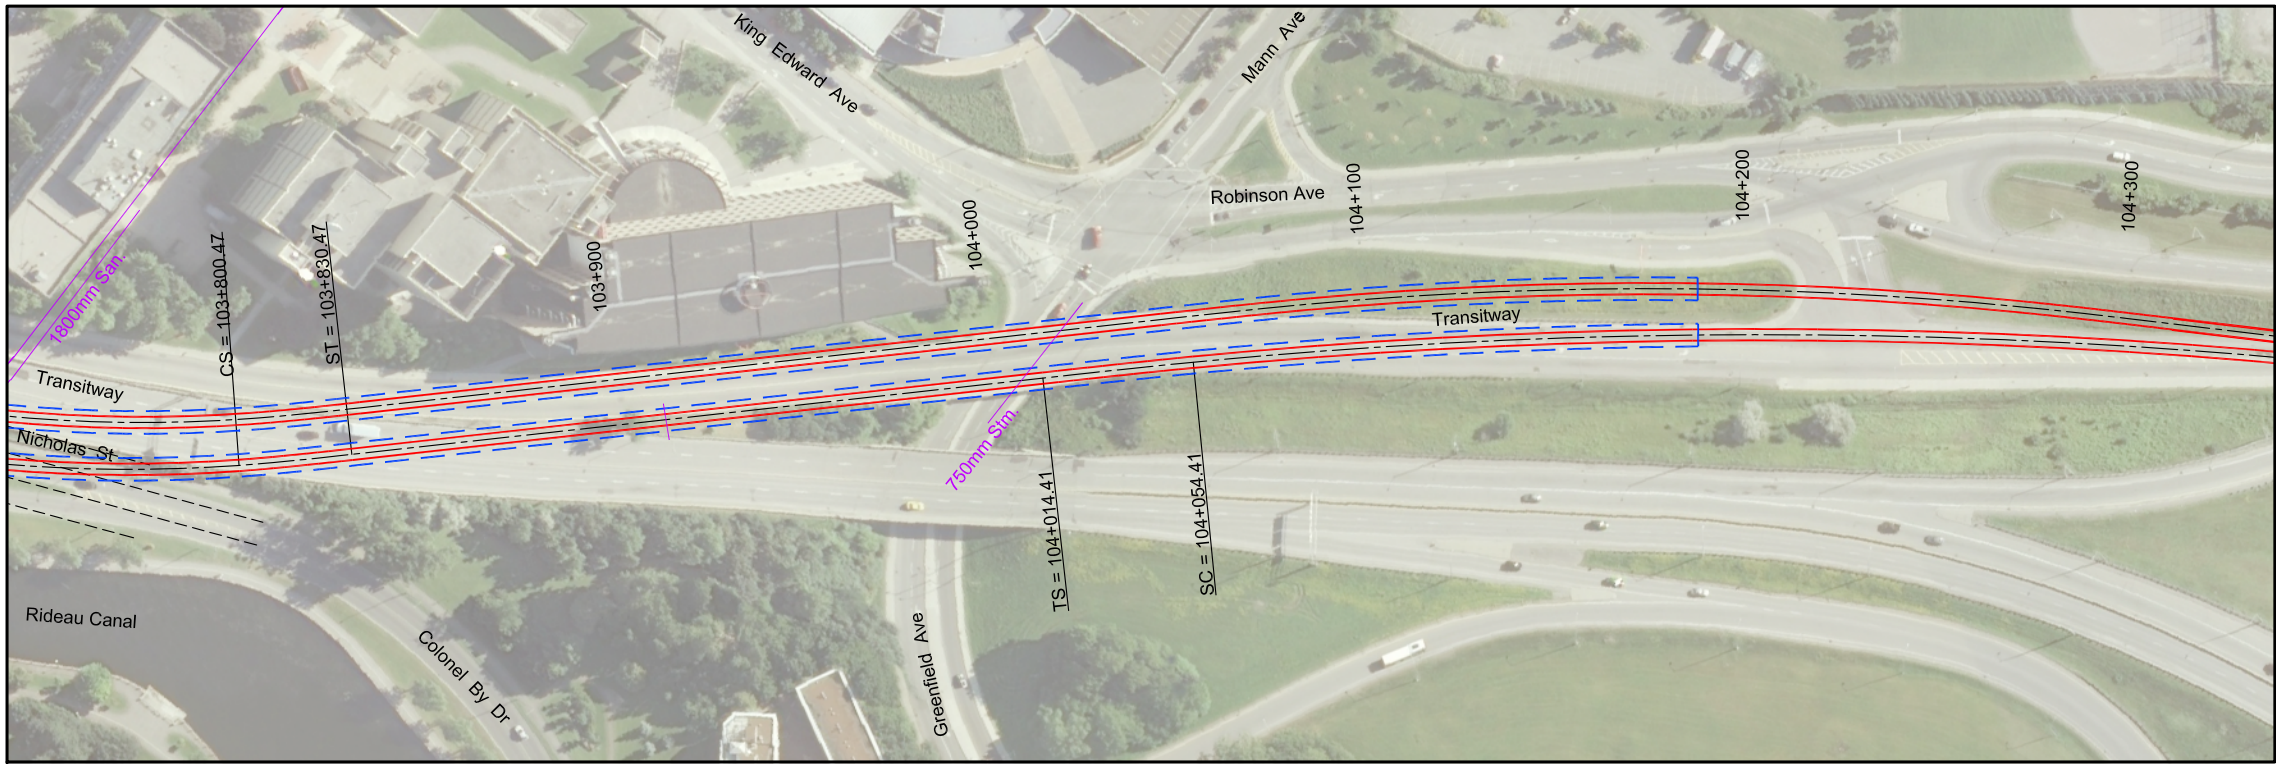 King Edward Ave
Mann Ave
Robinson Ave
104+100
104+200
104+300
104+000
103+900
CS = 103+800.47
ST = 103+830.47
1800mm San.
Transitway
Transitway
Nicholas St
750mm Stm.
TS = 104+014.41
SC = 104+054.41
Rideau Canal
Colonel By Dr
Greenfield Ave